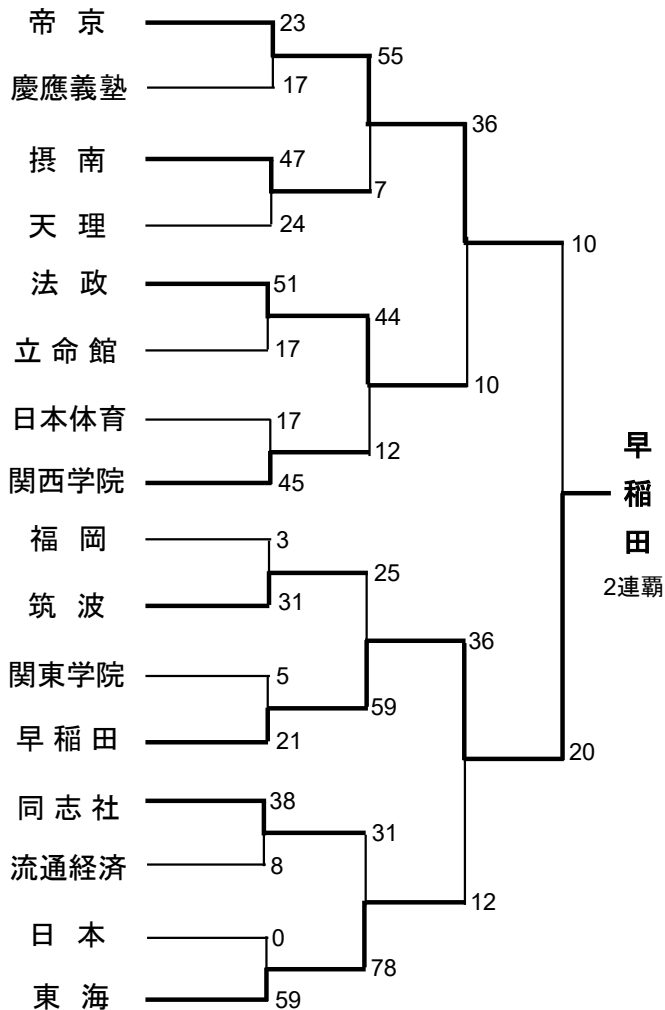 帝京 23
55
慶應義塾 17
36
摂南 47
7
天理 24
10
法政 51
44
立命館 17
10
日本体育 17
12
関西学院 45
早稲田
2連覇
福岡 3
25
筑波 31
36
関東学院 5
59
早稲田 21
20
同志社 38
31
流通経済 8
12
日本 0
78
東海 59